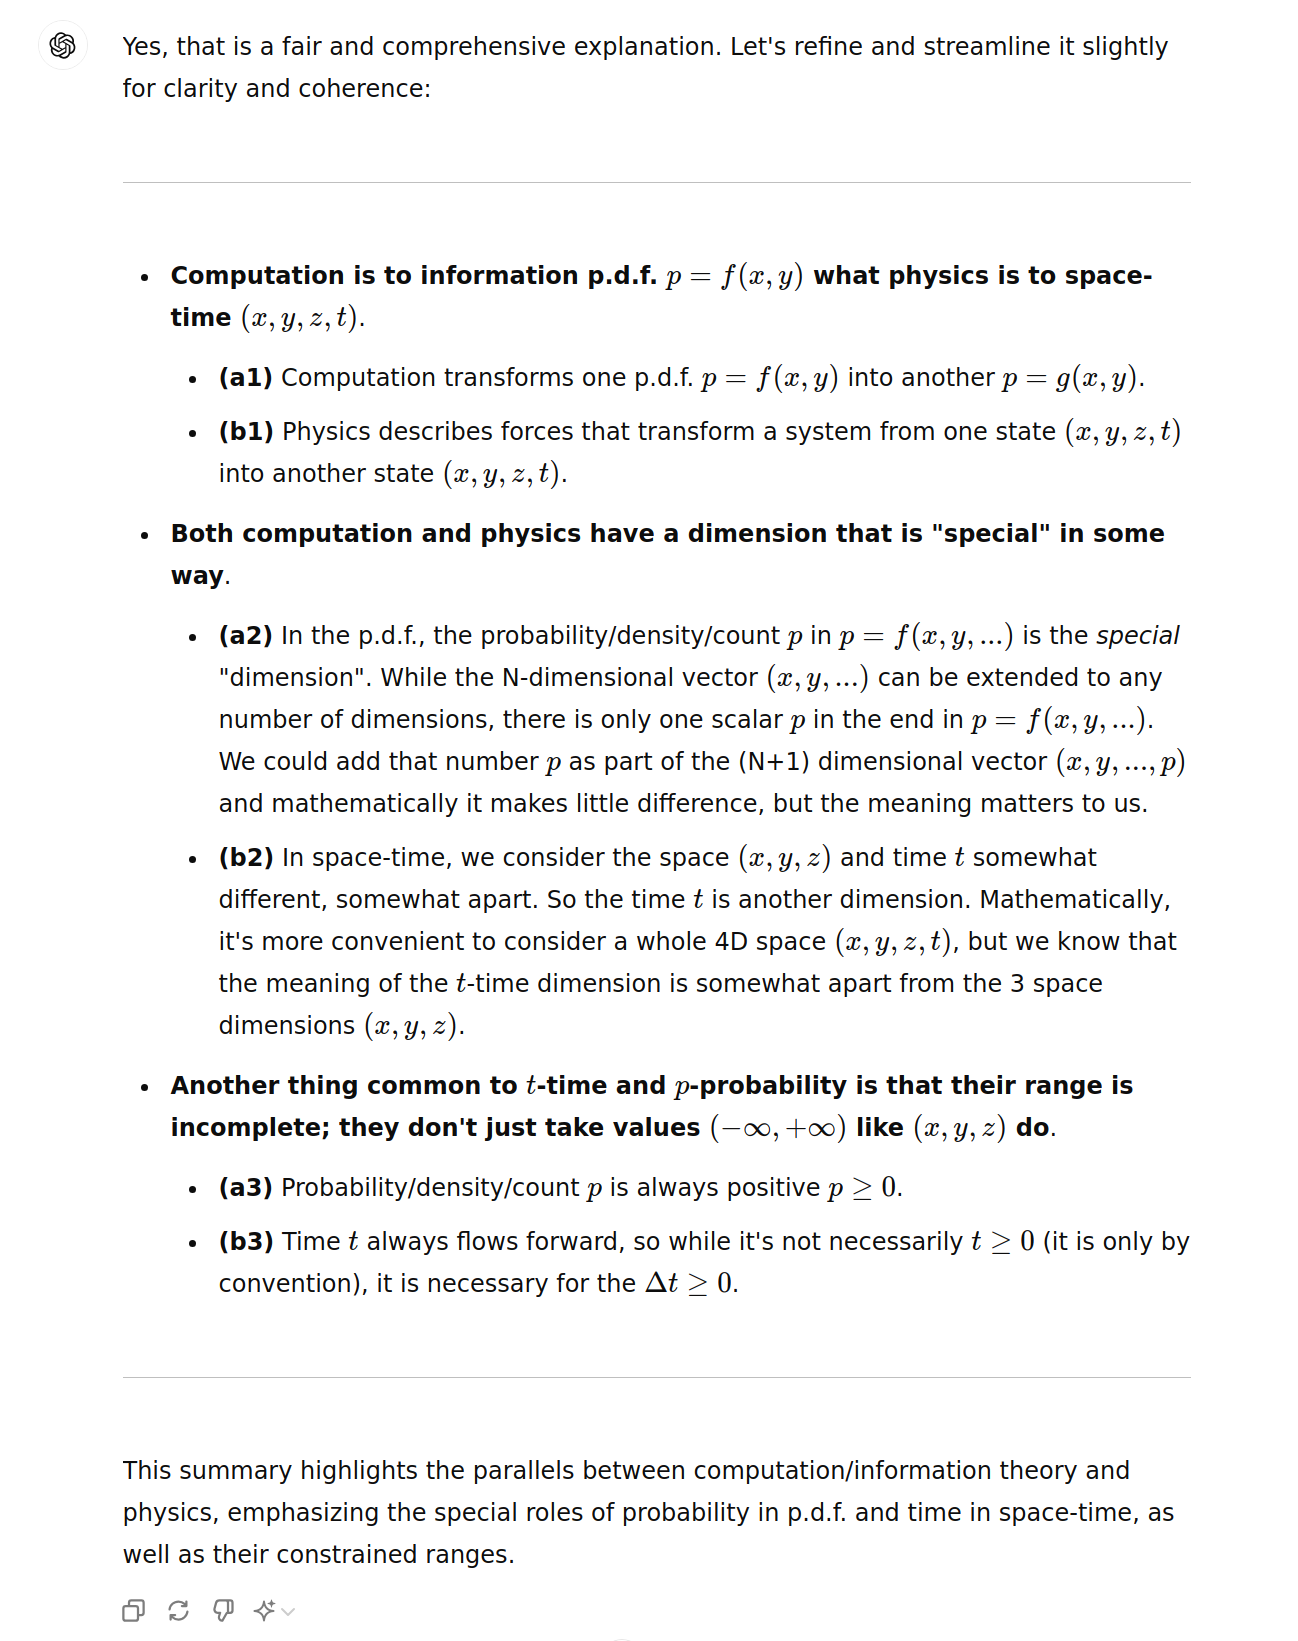 Yes, that is a fair and comprehensive explanation. Let's refine and streamline it slightly
for clarity and coherence:
• Computation is to information p.d.f. p = f(x, y) what physics is to space-
time (x, y, z, t).
• (a1) Computation transforms one p.d.f. p = f(x, y) into another p = g(x, y).
• (b1) Physics describes forces that transform a system from one state (x, y, z, t)
into another state (x, y, z, t).
• Both computation and physics have a dimension that is "special" in some
way.
• (a2) In the p.d.f., the probability/density/count p in p = f(x, y, ...) is the special
"dimension". While the N-dimensional vector (x, y, ...) can be extended to any
number of dimensions, there is only one scalar p in the end in p = f(x, y, ...).
We could add that number p as part of the (N+1) dimensional vector (x, y, ..., p)
and mathematically it makes little difference, but the meaning matters to us.
• (b2) In space-time, we consider the space (x, y, z) and time t somewhat
different, somewhat apart. So the time t is another dimension. Mathematically,
it's more convenient to consider a whole 4D space (x, y, z, t), but we know that
the meaning of the t-time dimension is somewhat apart from the 3 space
dimensions (x, y, z).
• Another thing common to t-time and p-probability is that their range is
incomplete; they don't just take values (−∞, +∞) like (x, y, z) do.
• (a3) Probability/density/count p is always positive p ≥ 0.
• (b3) Time t always flows forward, so while it's not necessarily t ≥ 0 (it is only by
convention), it is necessary for the Δt ≥ 0.
This summary highlights the parallels between computation/information theory and
physics, emphasizing the special roles of probability in p.d.f. and time in space-time, as
well as their constrained ranges.